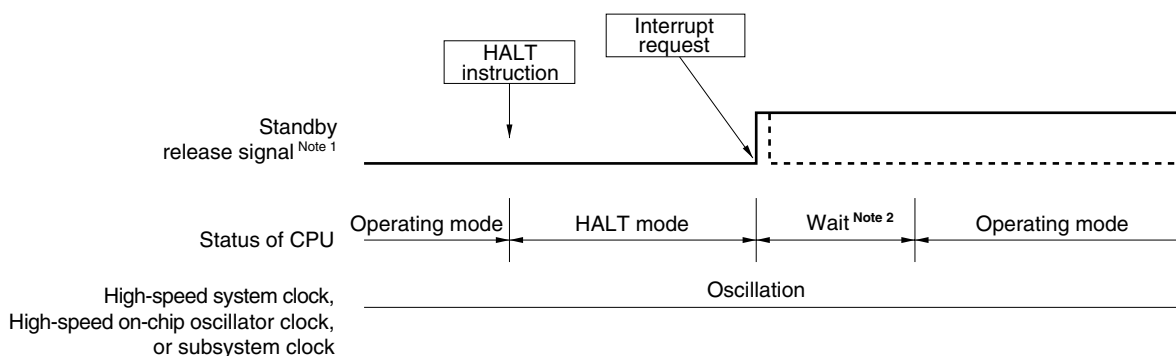 HALT
instruction
Interrupt
request
Standby
release signal Note 1
Status of CPU
Operating mode
HALT mode
Wait Note 2
Operating mode
High-speed system clock,
High-speed on-chip oscillator clock,
or subsystem clock
Oscillation